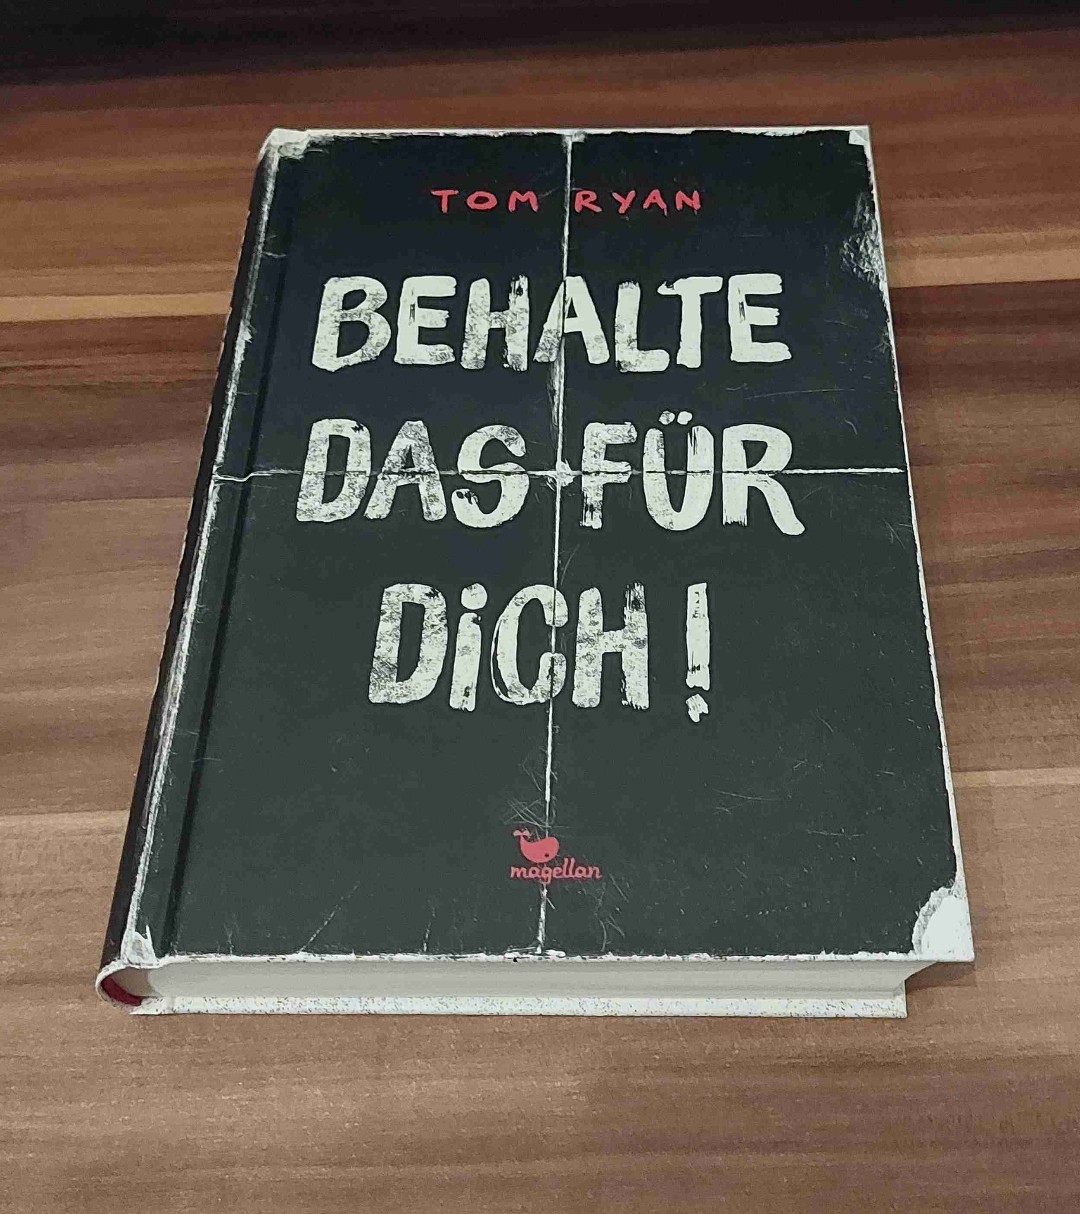 TOM RYAN
BEHALTE
DAS FÜR
DiCH!
magellan